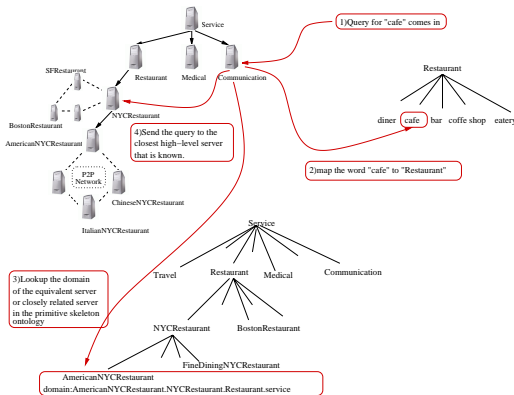 Service
1)Query for "cafe" comes in
Restaurant
Medical
Communication
SFRestaurant
BostonRestaurant
NYCRestaurant
AmericanNYCRestaurant
P2P
Network
ChineseNYCRestaurant
ItalianNYCRestaurant
4)Send the query to the
closest high-level server
that is known.
Restaurant
diner cafe bar coffe shop eatery
2)map the word "cafe" to "Restaurant"
3)Lookup the domain
of the equivalent server
or closely related server
in the primitive skeleton
ontology
Service
Travel Restaurant Medical Communication
NYCRestaurant BostonRestaurant
FineDiningNYCRestaurant
AmericanNYCRestaurant
domain:AmericanNYCRestaurant.NYCRestaurant.Restaurant.service